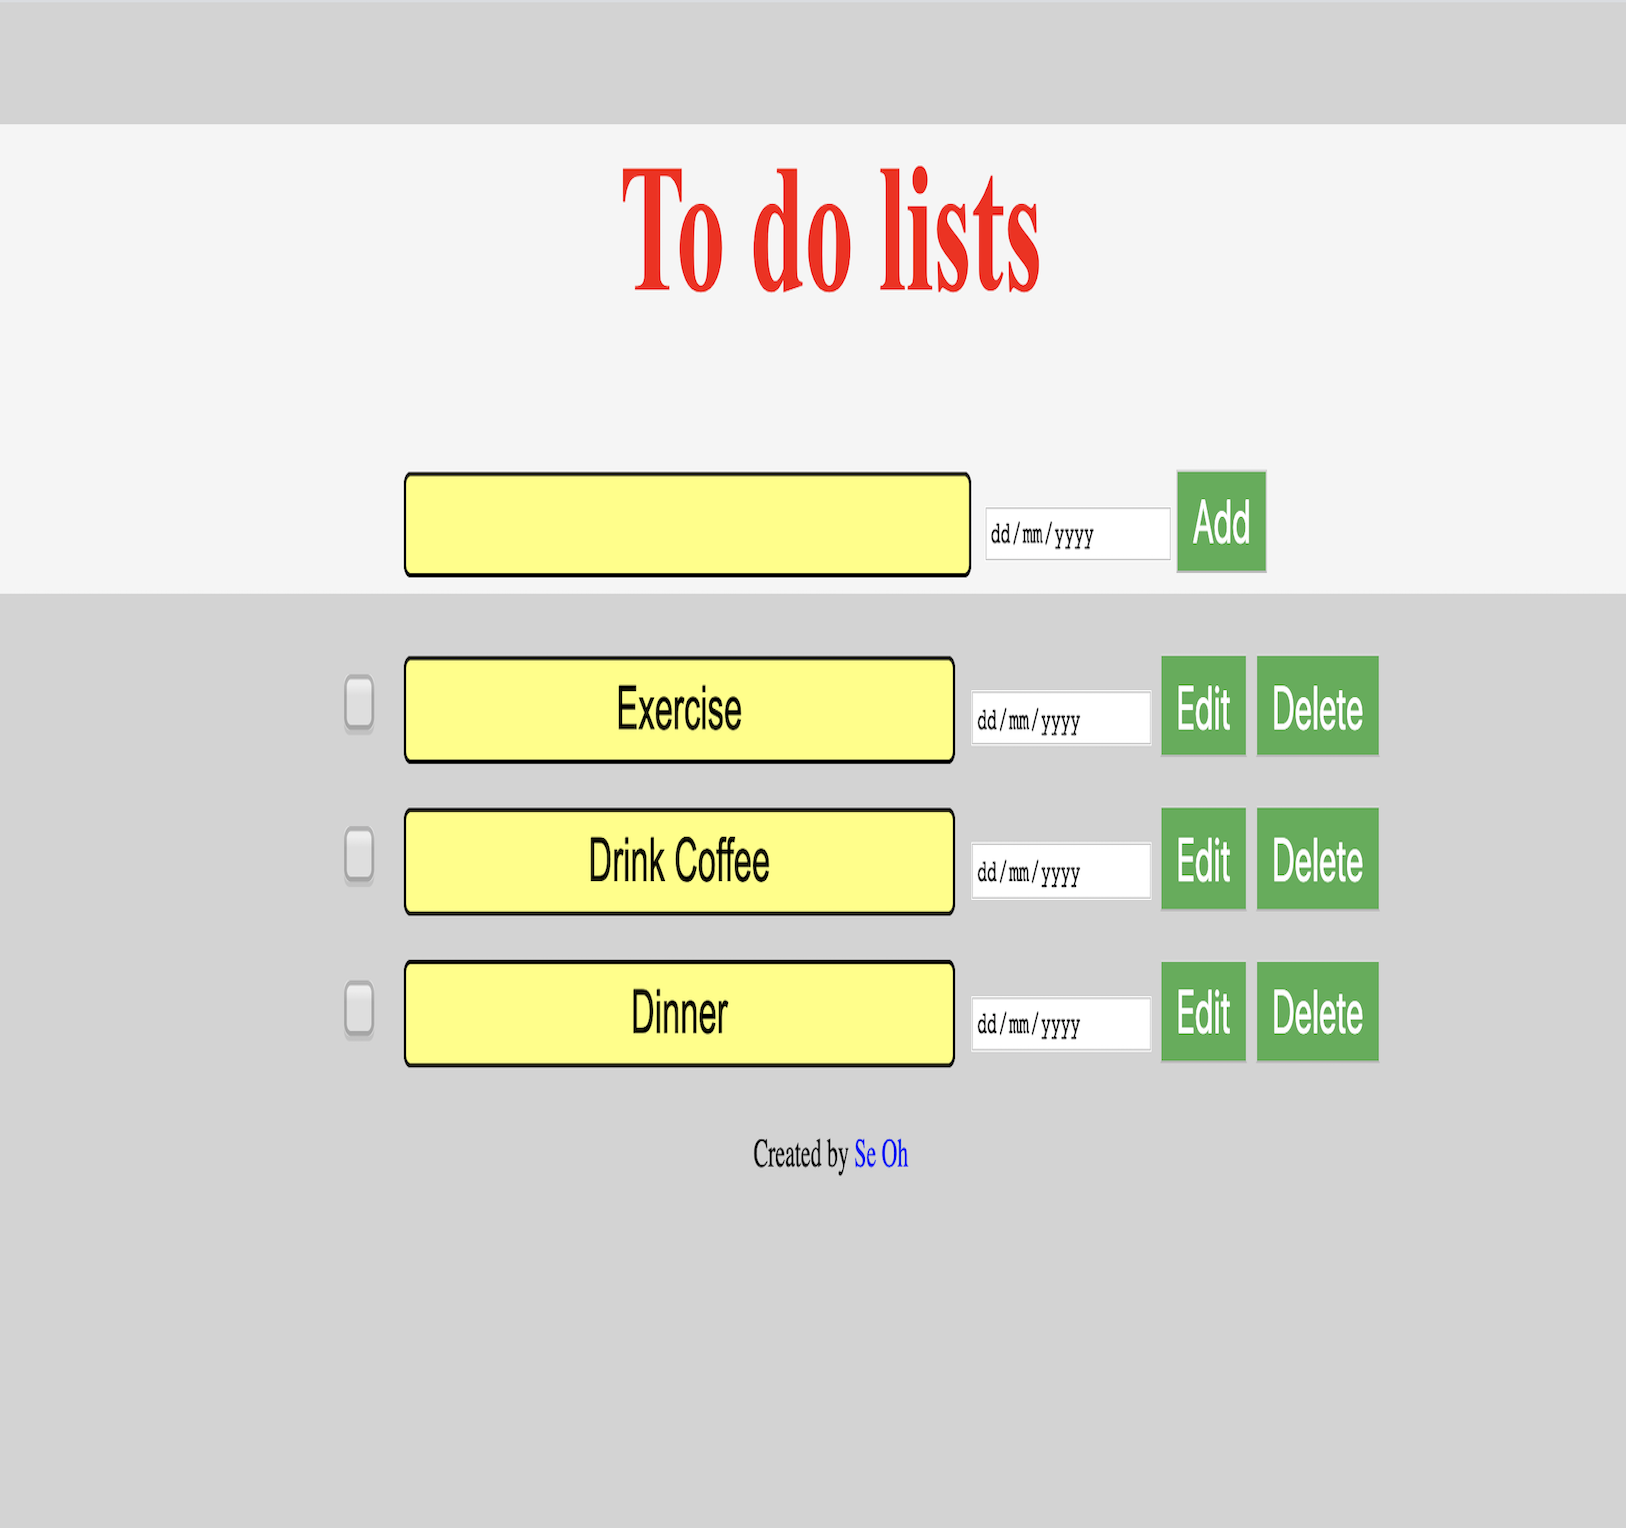 To do lists
dd/mm/yyyy Add
Exercise dd/mm/yyyy Edit Delete
Drink Coffee dd/mm/yyyy Edit Delete
Dinner dd/mm/yyyy Edit Delete
Created by Se Oh